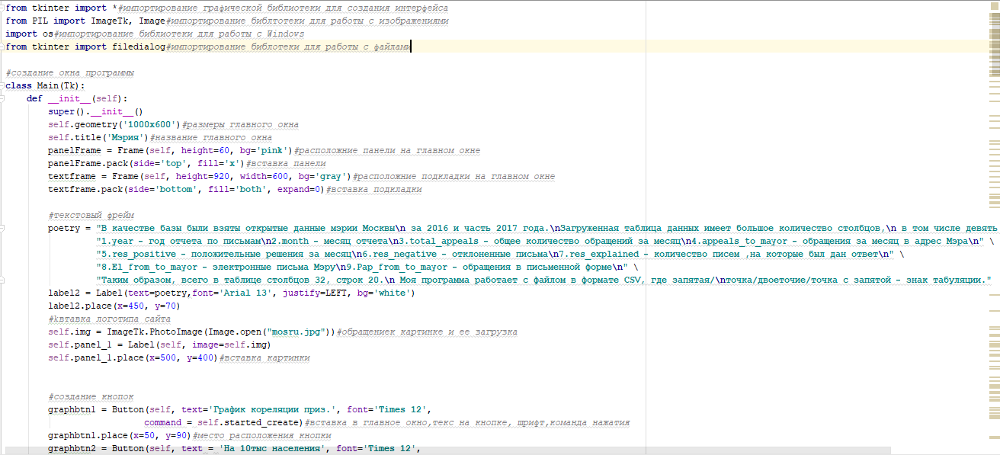 from tkinter import *#импортирование графической библиотеки для создания интерфейса
from PIL import ImageTk, Image#импортирование библтотеки для работы с изображениями
import os#импортирование библиотеки для работы с Windows
from tkinter import filedialog#импортирование библотеки для работы с файлами
#создание окна программы
class Main(Tk):
def __init__(self):
super().__init__()
self.geometry('1000x600')#размеры главного окна
self.title('Мэрия')#название главного окна
panelFrame = Frame(self, height=60, bg='pink')#расположние панели на главном окне
panelFrame.pack(side='top', fill='x')#вставка панели
textframe = Frame(self, height=920, width=600, bg='gray')#расположние подкладки на главном окне
textframe.pack(side='bottom', fill='both', expand=0)#вставка подкладки
#текстовый фрейм
poetry = "В качестве базы были взяты открытые данные мэрии Москвы\n за 2016 и часть 2017 года.\nЗагруженная таблица данных имеет большое количество столбцов,\n в том числе девять
"1.year - год отчета по письмам\n2.month - месяц отчета\n3.total_appeals - общее количество обращений за месяц\n4.appeals_to_mayor - обращения за месяц в адрес Мэра\n" \
"5.res_positive - положительные решения за месяц\n6.res_negative - отклоненные письма\n7.res_explained - количество писем ,на которые был дан ответ\n" \
"8.El_from_to_mayor - электронные письма Мэру\n9.Pap_from_to_mayor - обращения в письменной форме\n" \
"Таким образом, всего в таблице столбцов 32, строк 20.\n Моя программа работает с файлом в формате CSV, где запятая/\nточка/двоеточие/точка с запятой - знак табуляции."
label2 = Label(text=poetry,font='Arial 13', justify=LEFT, bg='white')
label2.place(x=450, y=70)
#квтавка логотипа сайта
self.img = ImageTk.PhotoImage(Image.open("mosru.jpg"))#обращениек картинке и ее загрузка
self.panel_1 = Label(self, image=self.img)
self.panel_1.place(x=500, y=400)#вставка картинки
#создание кнопок
graphbtn1 = Button(self, text='График кореляции приз.', font='Times 12',
command = self.started_create)#вставка в главное окно,текс на кнопке, шрифт,команда нажатия
graphbtn1.place(x=50, y=90)#место расположения кнопки
graphbtn2 = Button(self, text = 'На 10тыс населения', font='Times 12',